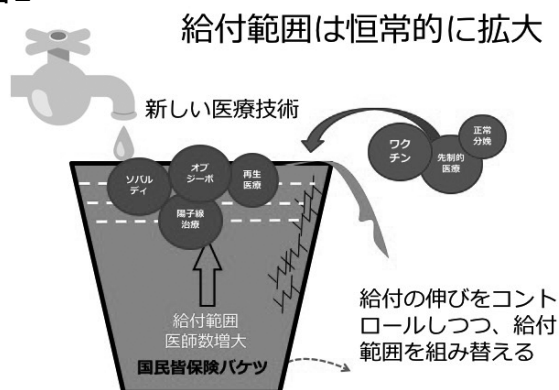 給付範囲は恒常的に拡大
新しい医療技術
ソバル
ディ
オプ
ジーボ
再生
医療
陽子線
治療
ワク
チン
先制的
医療
正常
分娩
給付範囲
医師数増大
国民皆保険バケツ
給付の伸びをコント
ロールしつつ、給付
範囲を組み替える